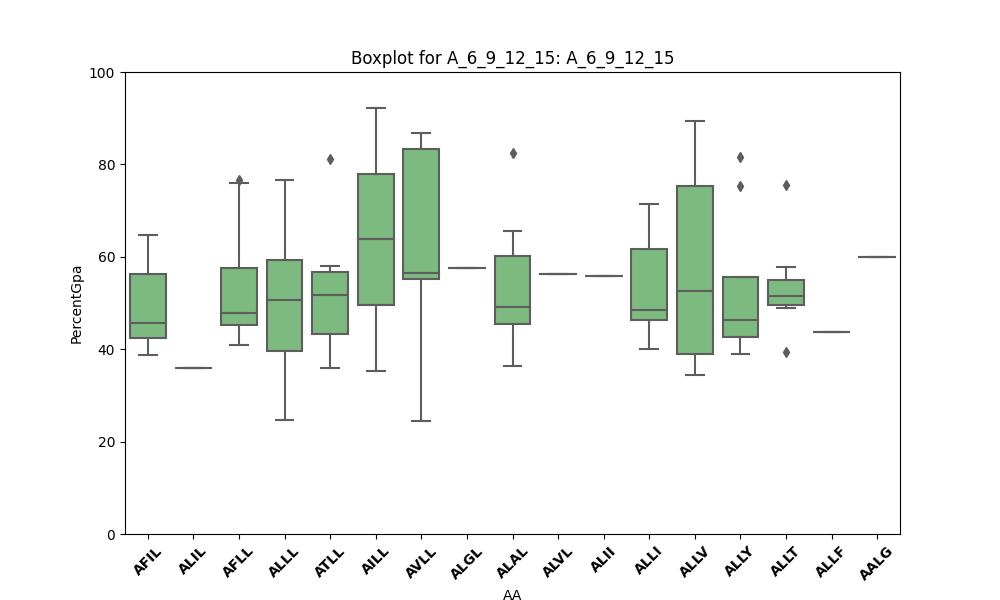 Boxplot for A_6_9_12_15: A_6_9_12_15
PercentGpa
100
80
60
40
20
0
AFIL ALIL AFLL ALLL ATLL AILL AVLL ALGL ALAL ALVL ALII ALLI ALLV ALLY ALLT ALLF AALG
AA